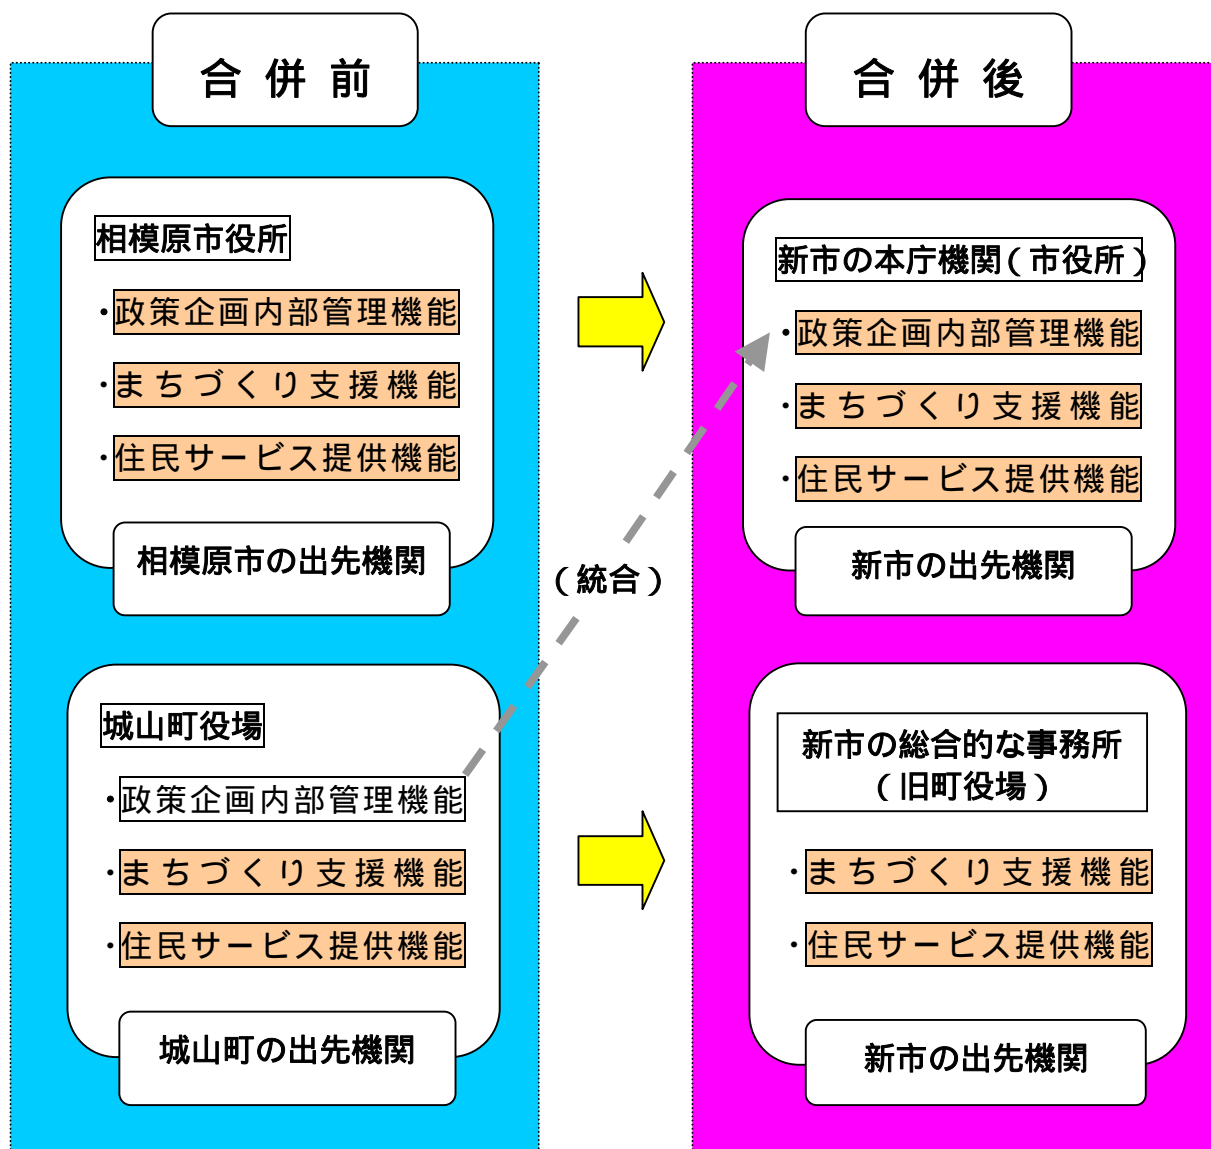 合併前
相模原市役所
・政策企画内部管理機能
・まちづくり支援機能
・住民サービス提供機能
相模原市の出先機関
城山町役場
・政策企画内部管理機能
・まちづくり支援機能
・住民サービス提供機能
城山町の出先機関
（統合）
合併後
新市の本庁機関（市役所）
・政策企画内部管理機能
・まちづくり支援機能
・住民サービス提供機能
新市の出先機関
新市の総合的な事務所
（旧町役場）
・まちづくり支援機能
・住民サービス提供機能
新市の出先機関